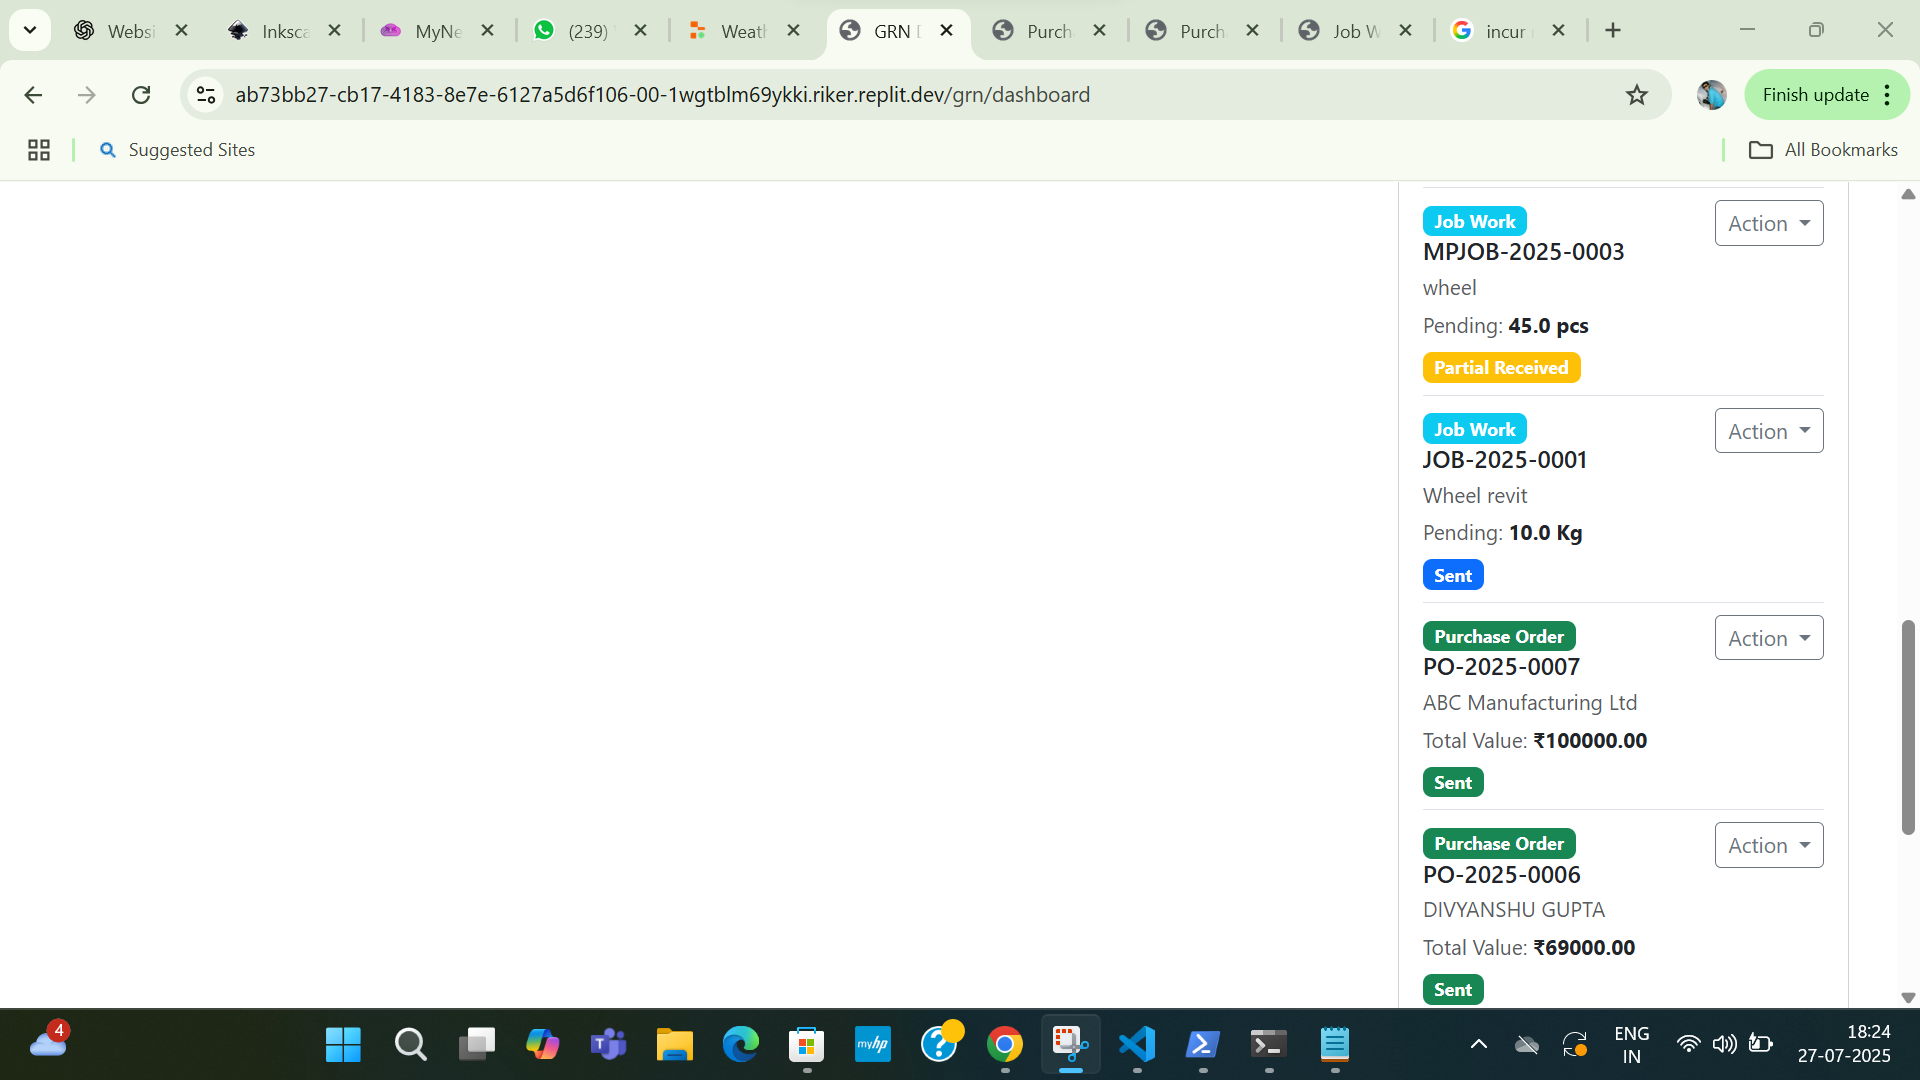 Websi
Inksca
MyNe
(239)
Weath
GRN D
Purch
Purch
Job W
incur
ab73bb27-cb17-4183-8e7e-6127a5d6f106-00-1wgtblm69ykki.riker.replit.dev/grn/dashboard
Finish update
Suggested Sites
All Bookmarks
Job Work
Action
MPJOB-2025-0003
wheel
Pending: 45.0 pcs
Partial Received
Job Work
Action
JOB-2025-0001
Wheel revit
Pending: 10.0 Kg
Sent
Purchase Order
Action
PO-2025-0007
ABC Manufacturing Ltd
Total Value: ₹100000.00
Sent
Purchase Order
Action
PO-2025-0006
DIVYANSHU GUPTA
Total Value: ₹69000.00
Sent
4
myhp
ENG
IN
18:24
27-07-2025